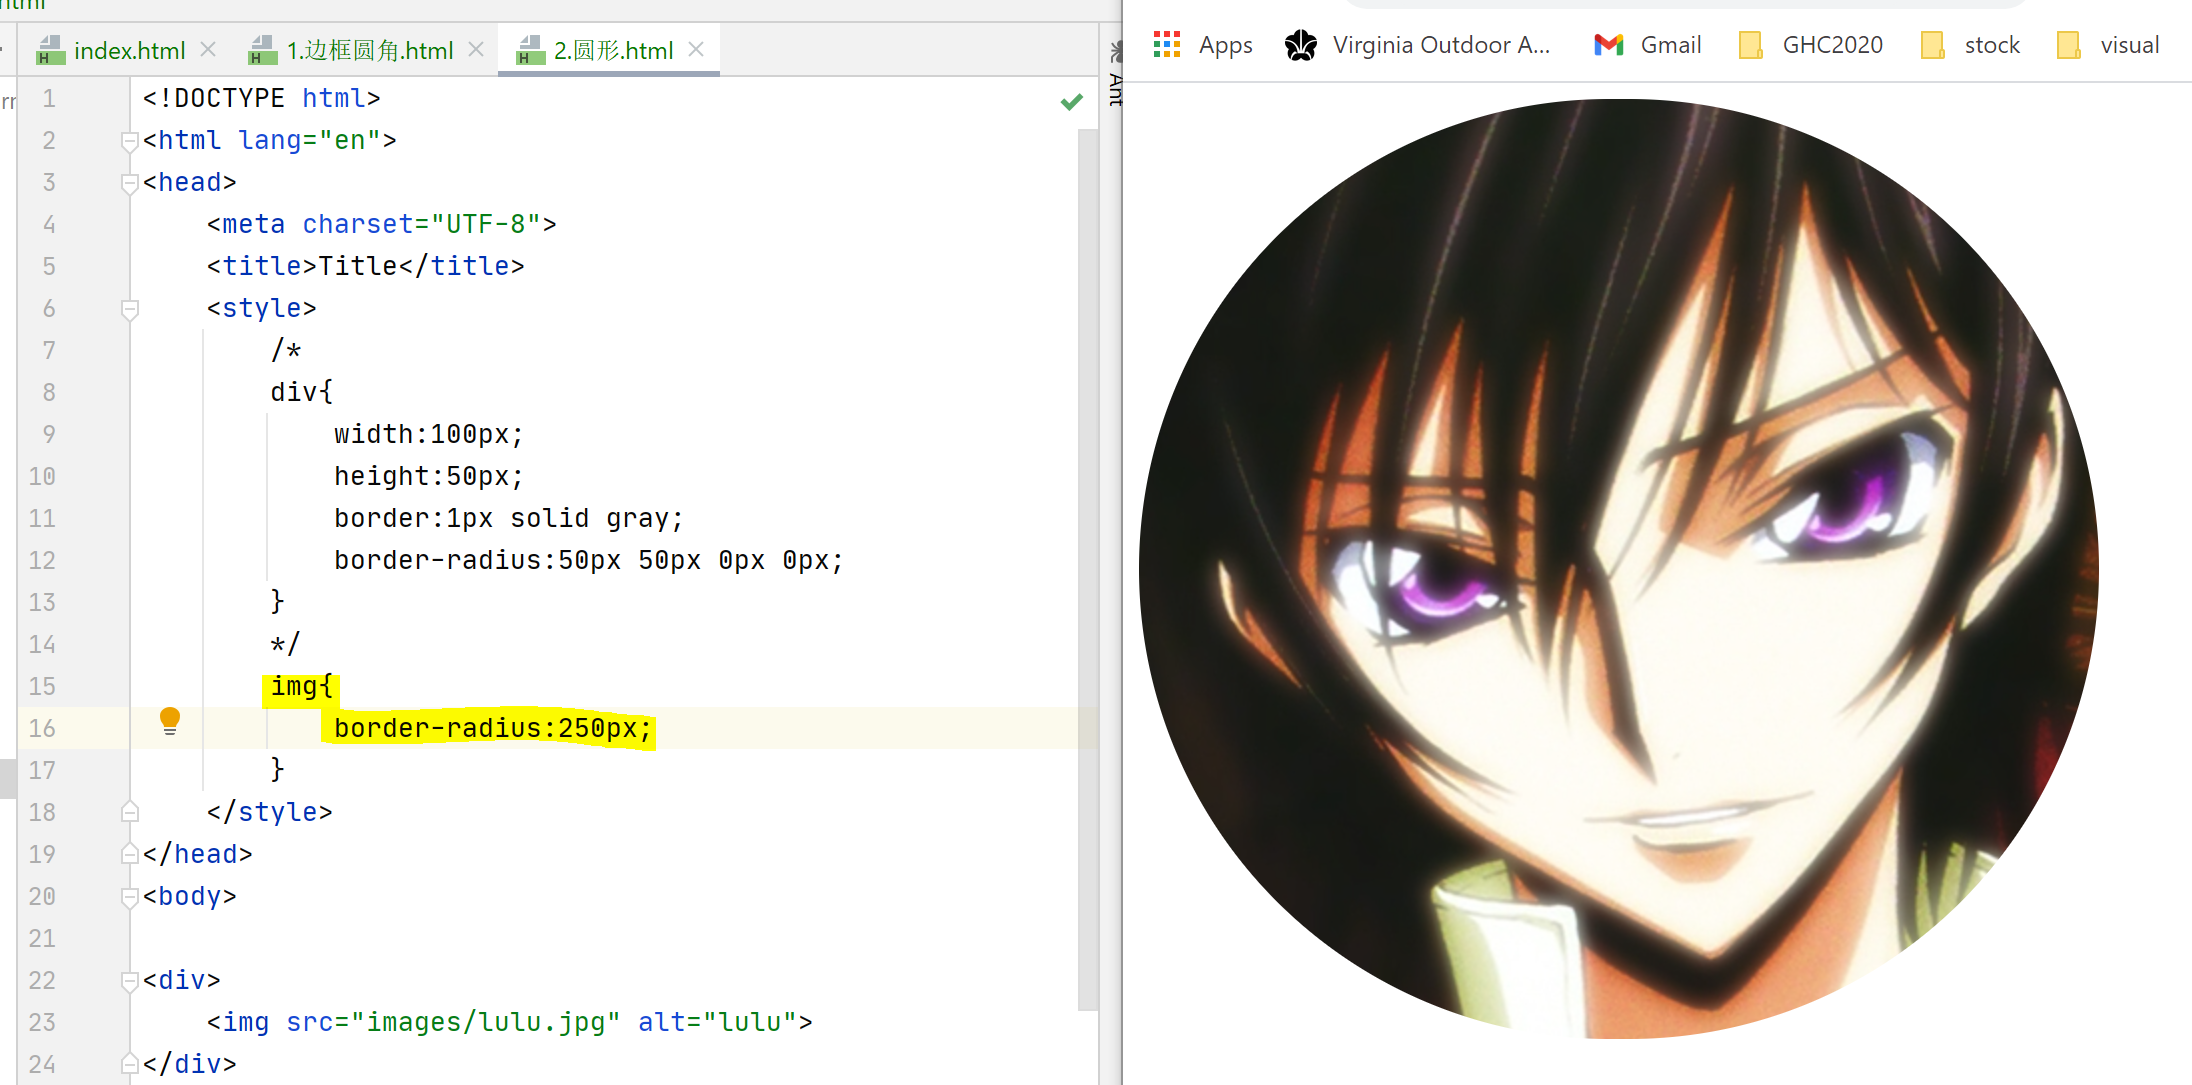 html
index.html
1.边框圆角.html
2.圆形.html
Ant
Apps
Virginia Outdoor A...
Gmail
GHC2020
stock
visual
1 <!DOCTYPE html>
2 <html lang="en">
3 <head>
4 <meta charset="UTF-8">
5 <title>Title</title>
6 <style>
7 /*
8 div{
9 width:100px;
10 height:50px;
11 border:1px solid gray;
12 border-radius:50px 50px 0px 0px;
13 }
14 */
15 img{
16 border-radius:250px;
17 }
18 </style>
19 </head>
20 <body>
21
22 <div>
23 <img src="images/lulu.jpg" alt="lulu">
24 </div>